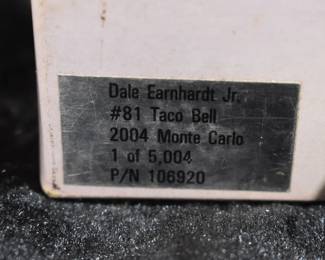 Dale Earnhardt Jr.
#81 Taco Bell
2004 Monte Carlo
1 of 5,004
P/N 106920